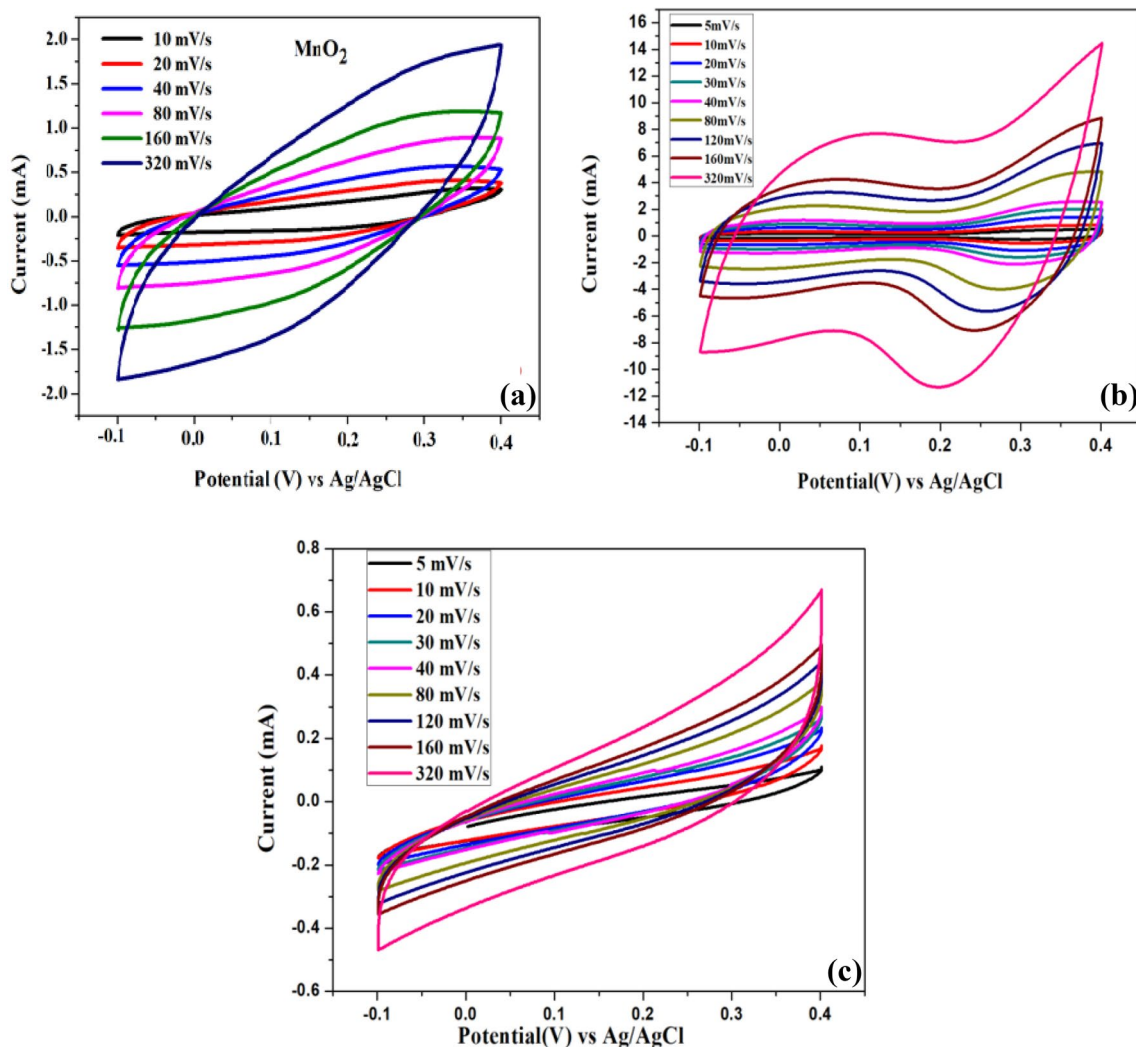 2.0
1.5
1.0
0.5
0.0
-0.5
-1.0
-1.5
-2.0
Current (mA)
10 mV/s
20 mV/s
40 mV/s
80 mV/s
160 mV/s
320 mV/s
MnO2
(a)
-0.1 0.0 0.1 0.2 0.3 0.4
Potential (V) vs Ag/AgCl
16
14
12
10
8
6
4
2
0
-2
-4
-6
-8
-10
-12
-14
Current (mA)
5mV/s
10mV/s
20mV/s
30mV/s
40mV/s
80mV/s
120mV/s
160mV/s
320mV/s
(b)
-0.1 0.0 0.1 0.2 0.3 0.4
Potential(V) vs Ag/AgCl
0.8
0.6
0.4
0.2
0.0
-0.2
-0.4
-0.6
Current (mA)
5 mV/s
10 mV/s
20 mV/s
30 mV/s
40 mV/s
80 mV/s
120 mV/s
160 mV/s
320 mV/s
(c)
-0.1 0.0 0.1 0.2 0.3 0.4
Potential(V) vs Ag/AgCl